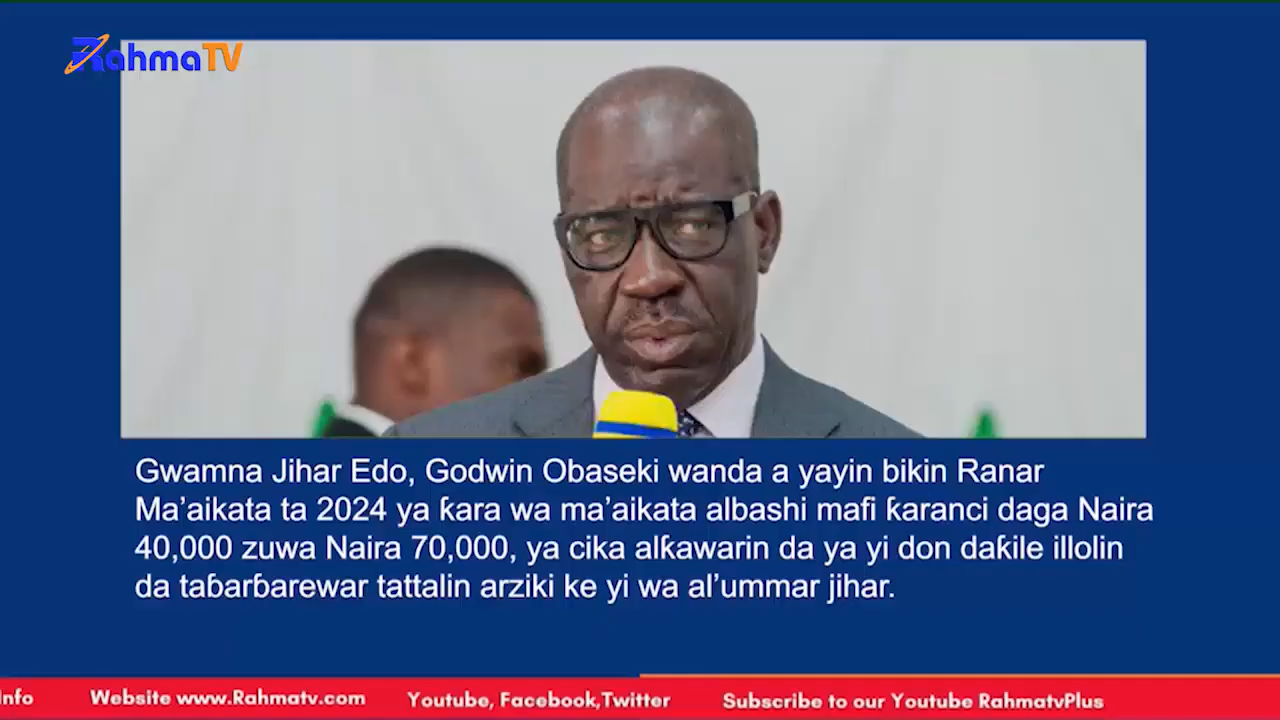 RahmaTV
Gwamna Jihar Edo, Godwin Obaseki wanda a yayin bikin Ranar
Ma’aikata ta 2024 ya ƙara wa ma’aikata albashi mafi ƙaranci daga Naira
40,000 zuwa Naira 70,000, ya cika alƙawarin da ya yi don daƙile illolin
da taɓarɓarewar tattalin arziki ke yi wa al’ummar jihar.
Info Website www.Rahmatv.com Youtube, Facebook,Twitter Subscribe to our Youtube RahmatvPlus